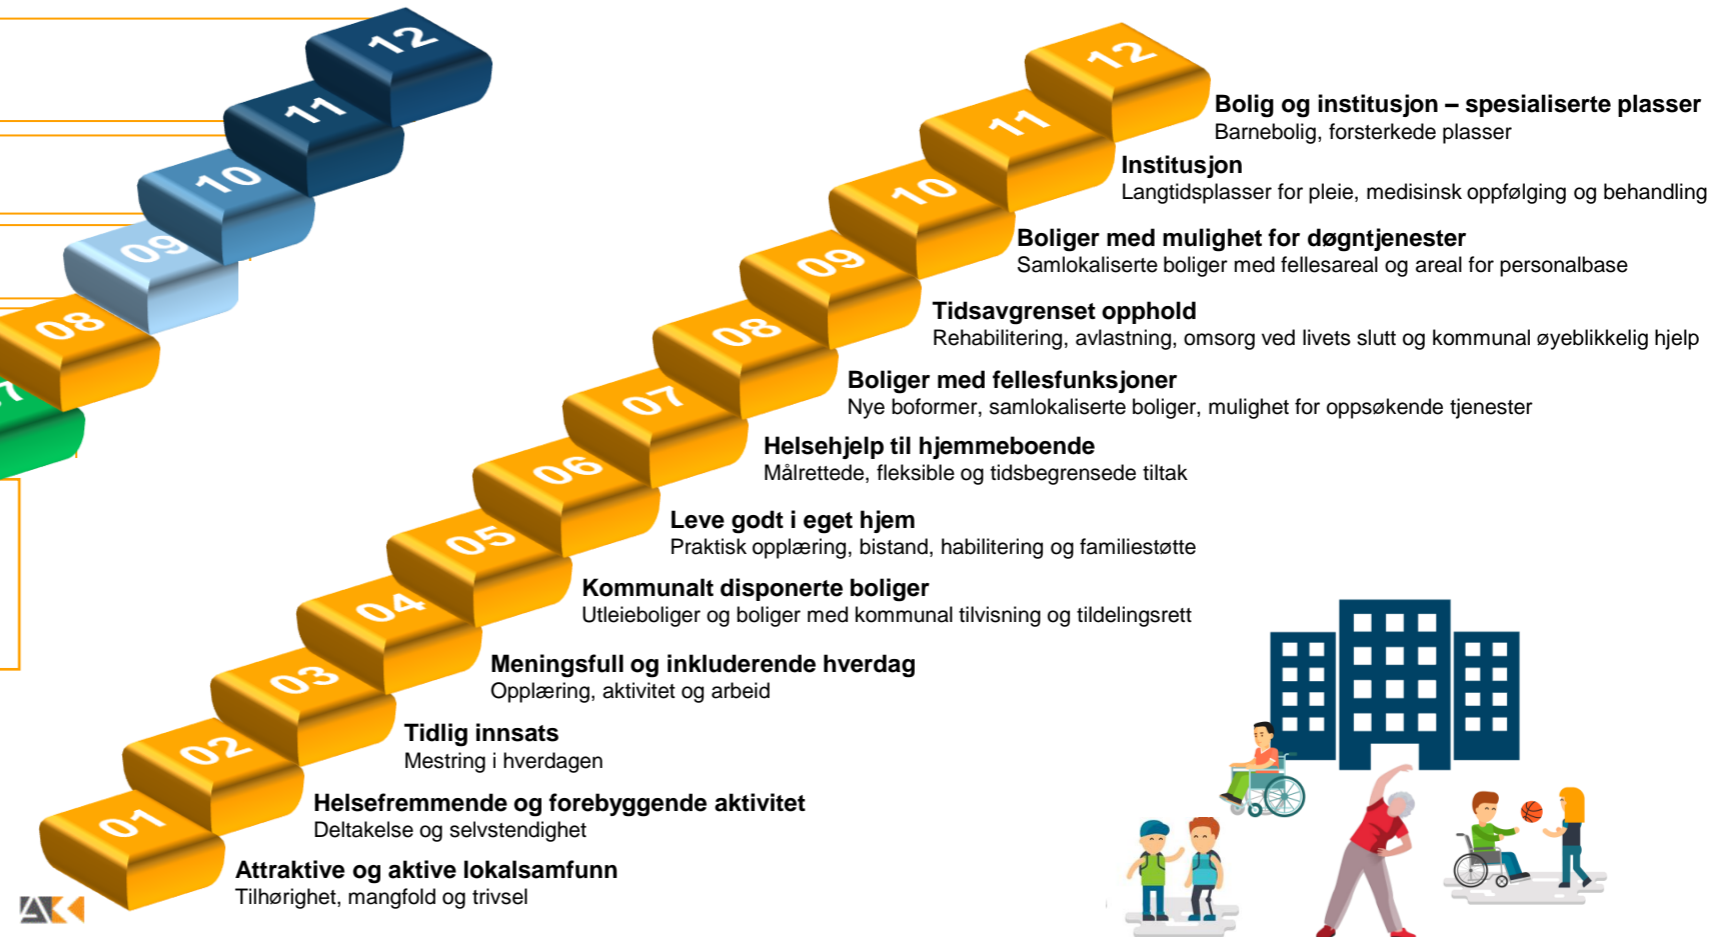 12
11
10
09
08
7
12
Bolig og institusjon – spesialiserte plasser
Barnebolig, forsterkede plasser
11
Institusjon
Langtidsplasser for pleie, medisinsk oppfølging og behandling
10
Boliger med mulighet for døgntjenester
Samlokaliserte boliger med fellesareal og areal for personalbase
09
Tidsavgrenset opphold
Rehabilitering, avlastning, omsorg ved livets slutt og kommunal øyeblikkelig hjelp
08
Boliger med fellesfunksjoner
Nye boformer, samlokaliserte boliger, mulighet for oppsøkende tjenester
07
Helsehjelp til hjemmeboende
Målrettede, fleksible og tidsbegrensede tiltak
06
Leve godt i eget hjem
Praktisk opplæring, bistand, habilitering og familiestøtte
05
Kommunalt disponerte boliger
Utleieboliger og boliger med kommunal tilvisning og tildelingsrett
04
Meningsfull og inkluderende hverdag
Opplæring, aktivitet og arbeid
03
Tidlig innsats
Mestring i hverdagen
02
Helsefremmende og forebyggende aktivitet
Deltakelse og selvstendighet
01
Attraktive og aktive lokalsamfunn
Tilhørighet, mangfold og trivsel